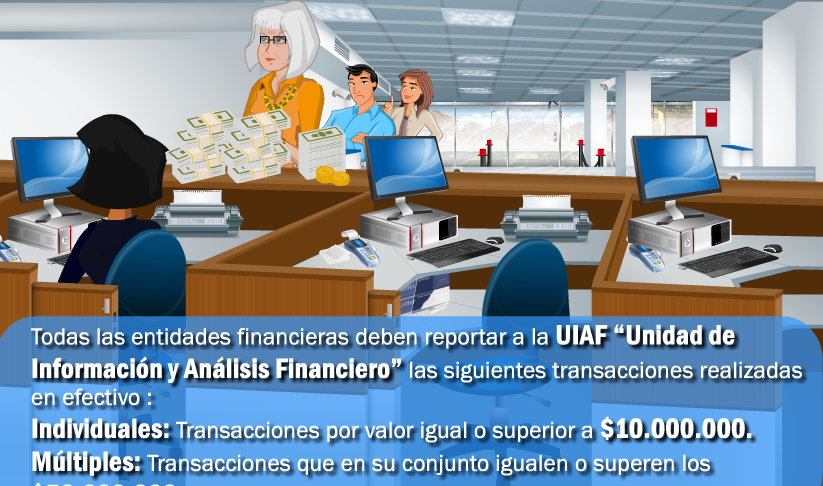 Todas las entidades financieras deben reportar a la UIAF “Unidad de
Información y Análisis Financiero” las siguientes transacciones realizadas
en efectivo :
Individuales: Transacciones por valor igual o superior a $10.000.000.
Múltiples: Transacciones que en su conjunto igualen o superen los